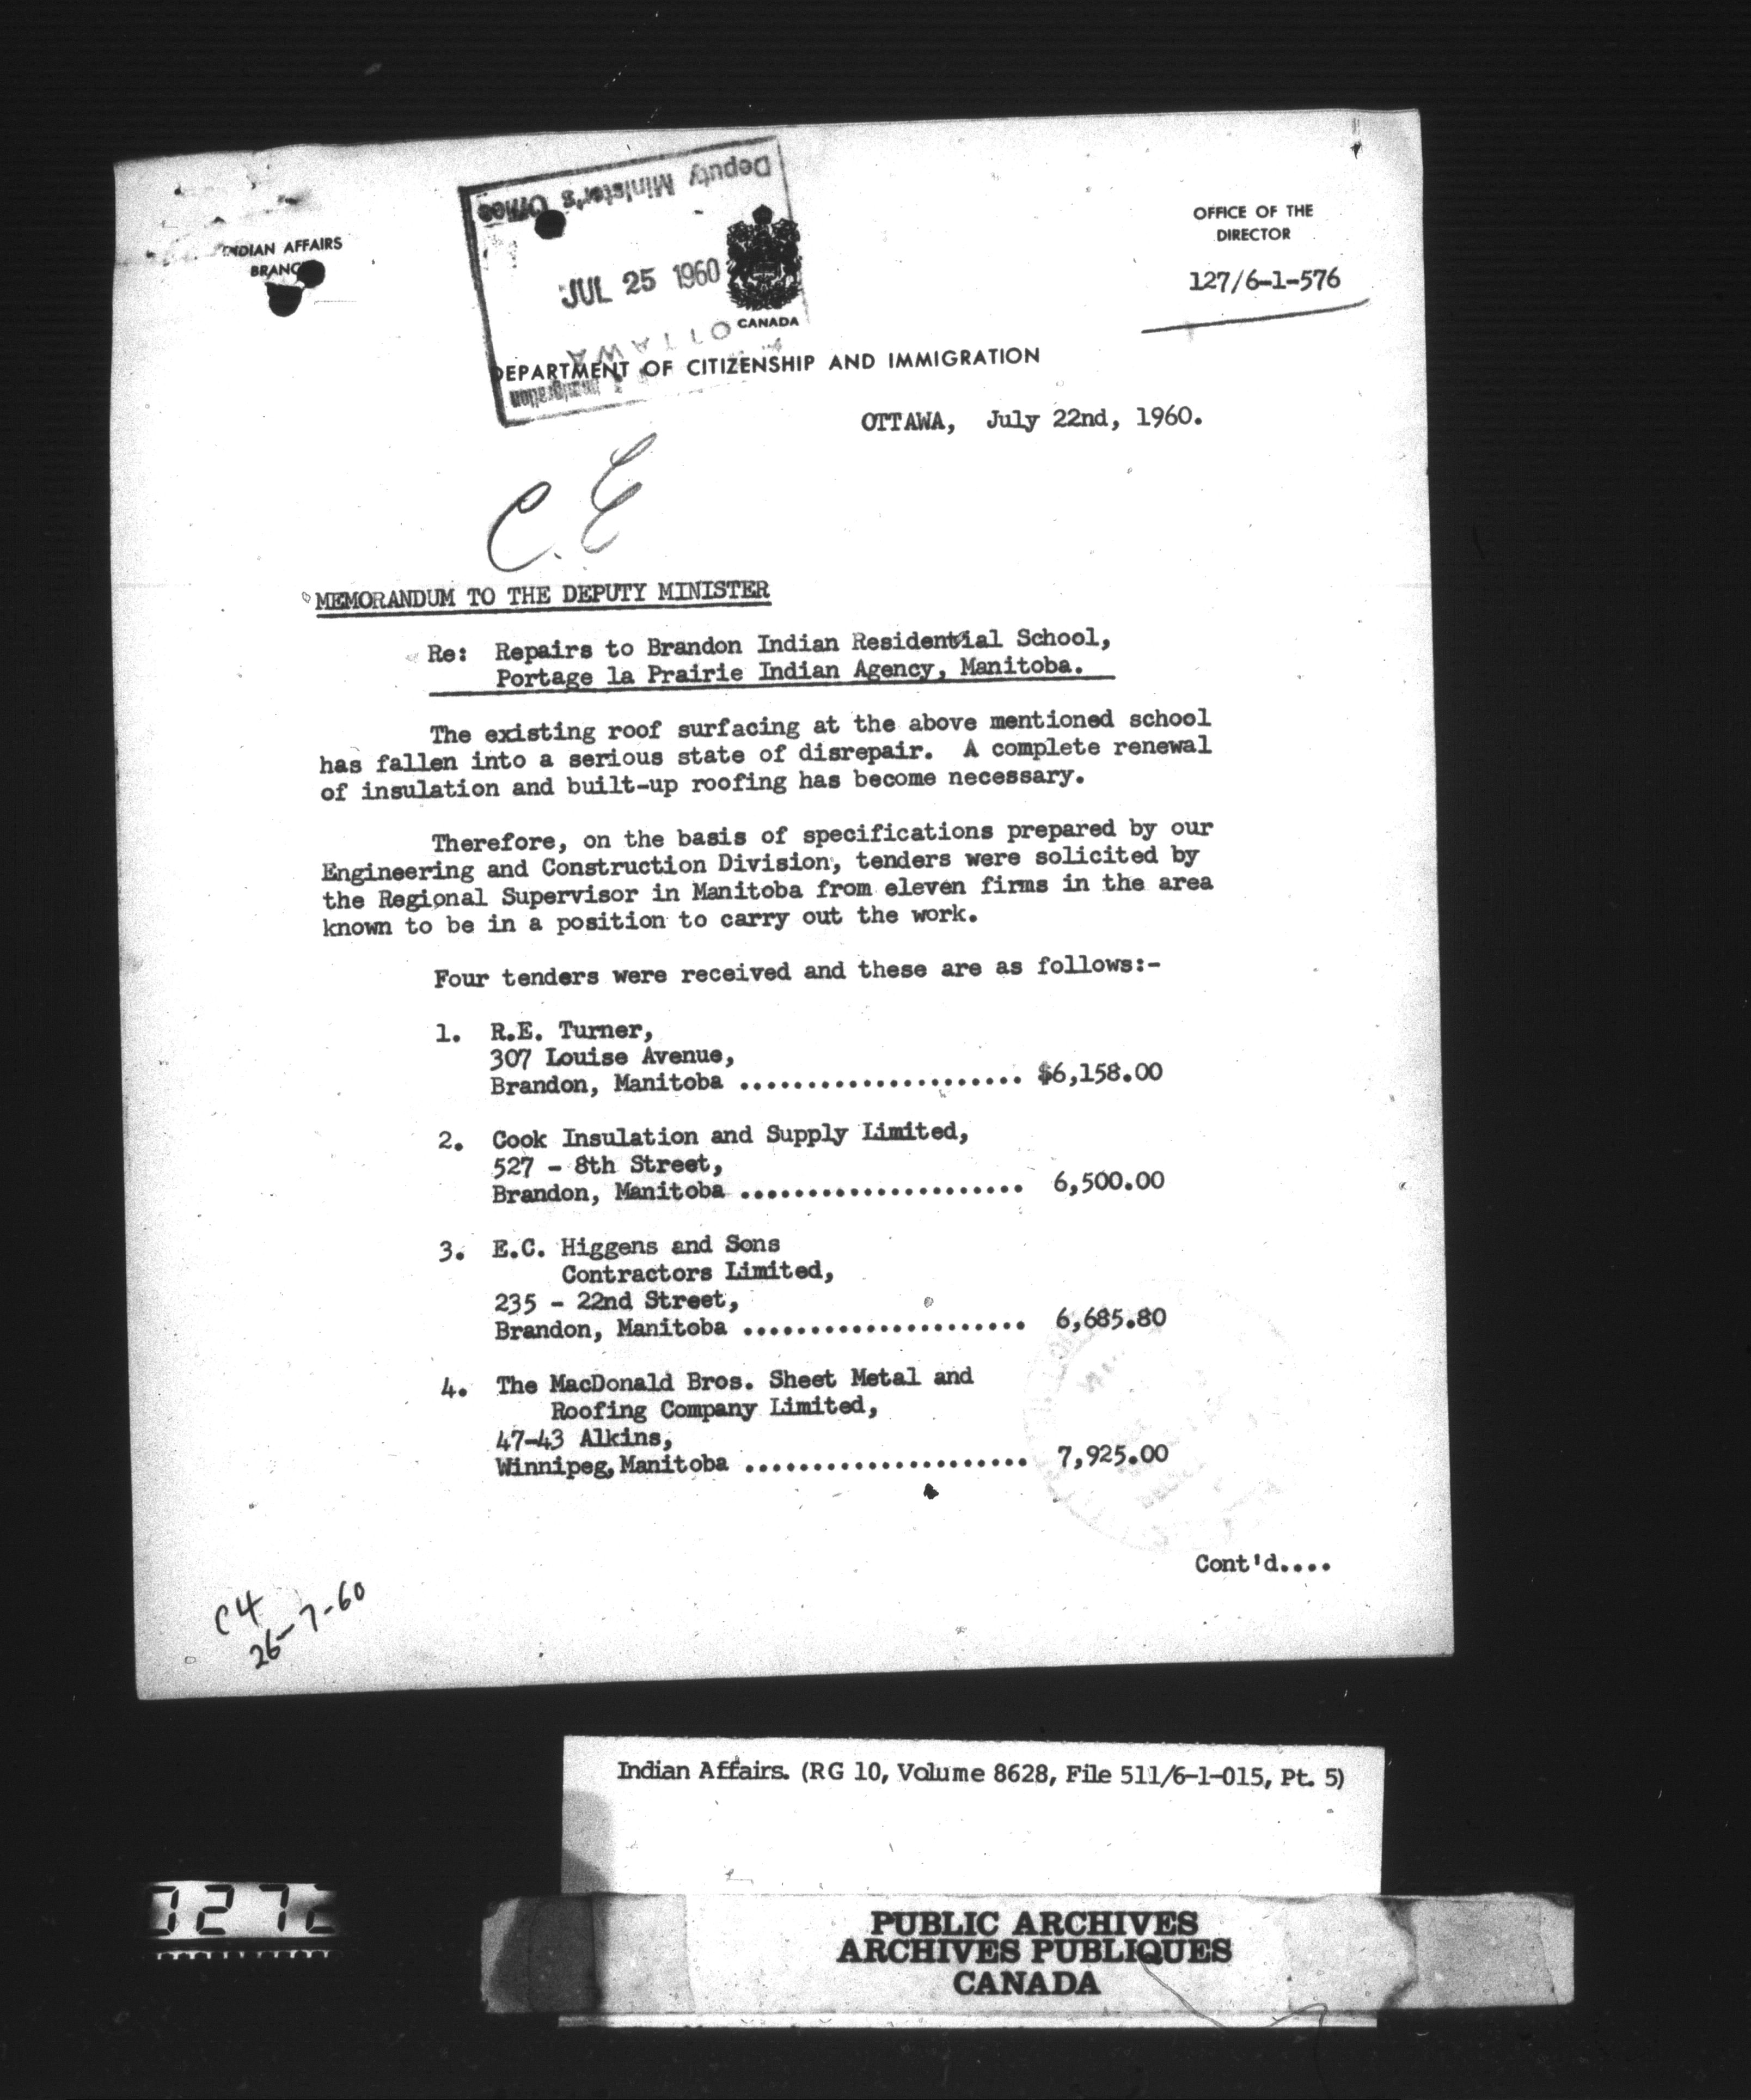 INDIAN AFFAIRS
BRANCH
Deputy Minister's Office
JUL 25 1960
OTTAWA
Immigration
CANADA
OFFICE OF THE
DIRECTOR
127/6-1-576
DEPARTMENT OF CITIZENSHIP AND IMMIGRATION
OTTAWA, July 22nd, 1960.
C.E
MEMORANDUM TO THE DEPUTY MINISTER
Re: Repairs to Brandon Indian Residential School,
Portage la Prairie Indian Agency, Manitoba.
The existing roof surfacing at the above mentioned school
has fallen into a serious state of disrepair. A complete renewal
of insulation and built-up roofing has become necessary.
Therefore, on the basis of specifications prepared by our
Engineering and Construction Division, tenders were solicited by
the Regional Supervisor in Manitoba from eleven firms in the area
known to be in a position to carry out the work.
Four tenders were received and these are as follows:-
1. R.E. Turner,
307 Louise Avenue,
Brandon, Manitoba ..................... $6,158.00
2. Cook Insulation and Supply Limited,
527 - 8th Street,
Brandon, Manitoba ..................... 6,500.00
3. E.C. Higgens and Sons
Contractors Limited,
235 - 22nd Street,
Brandon, Manitoba ..................... 6,685.80
4. The MacDonald Bros. Sheet Metal and
Roofing Company Limited,
47-43 Alkins,
Winnipeg, Manitoba ..................... 7,925.00
Cont'd....
C4
26-7-60
Indian Affairs. (RG 10, Volume 8628, File 511/6-1-015, Pt. 5)
7272
PUBLIC ARCHIVES
ARCHIVES PUBLIQUES
CANADA